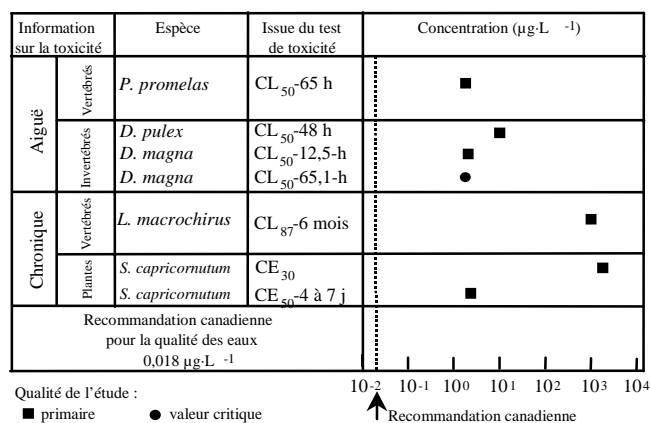 Information sur la toxicité Espèce Issue du test de toxicité Concentration (µg·L -1)
Aiguë
Vertébrés
P. promelas CL50-65 h
Invertébrés
D. pulex CL50-48 h
D. magna CL50-12,5-h
D. magna CL50-65,1-h
Chronique
Vertébrés
L. macrochirus CL87-6 mois
Plantes
S. capricornutum CE30
S. capricornutum CE50-4 à 7 j
Recommandation canadienne
pour la qualité des eaux
0,018 µg·L -1
10-2 10-1 100 101 102 103 104
Qualité de l'étude :
primaire valeur critique Recommandation canadienne